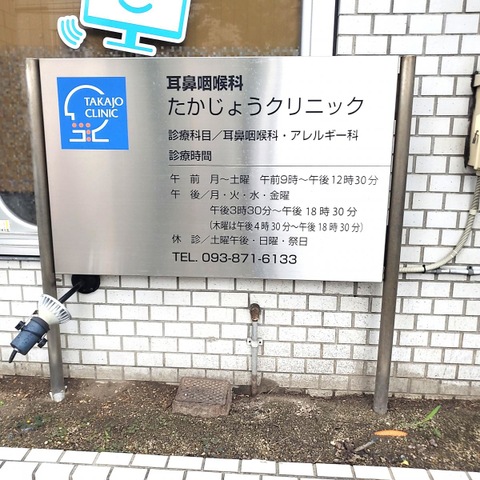 TAKAJO
CLINIC
耳鼻咽喉科
たかじょうクリニック
診療科目/耳鼻咽喉科・アレルギー科
診療時間
午 前 月〜土曜 午前9時〜午後12時30分
午 後/月・火・水・金曜
午後3時30分〜午後18時30分
(木曜は午後4時30分〜午後18時30分)
休 診/土曜午後・日曜・祭日
TEL. 093-871-6133